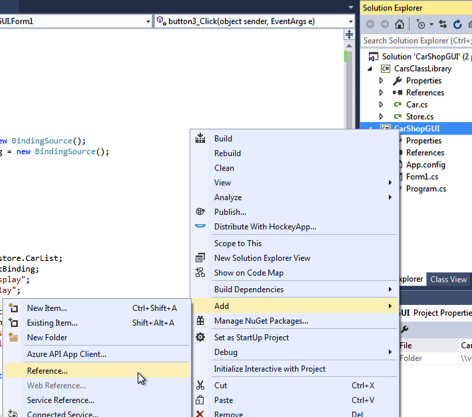 GUIForm1
button3_Click(object sender, EventArgs e)
Solution Explorer
Search Solution Explorer (Ctrl+;
Solution 'CarShopGUI' (2 p
CarsClassLibrary
Properties
References
Car.cs
Store.cs
CarShopGUI
Properties
References
App.config
Form1.cs
Program.cs
ew BindingSource();
g = new BindingSource();
store.CarList;
tBinding;
splay";
lay";
Build
Rebuild
Clean
View
Analyze
Publish...
Distribute With HockeyApp...
Scope to This
New Solution Explorer View
Show on Code Map
Build Dependencies
Add
Manage NuGet Packages...
Set as StartUp Project
Debug
Initialize Interactive with Project
Cut Ctrl+X
Paste Ctrl+V
Remove Del
New Item... Ctrl+Shift+A
Existing Item... Shift+Alt+A
New Folder
Azure API App Client...
Reference...
Web Reference...
Service Reference...
Connected Service...
xplorer Class View
GUI Project Properties
File Ca
Folder \\v